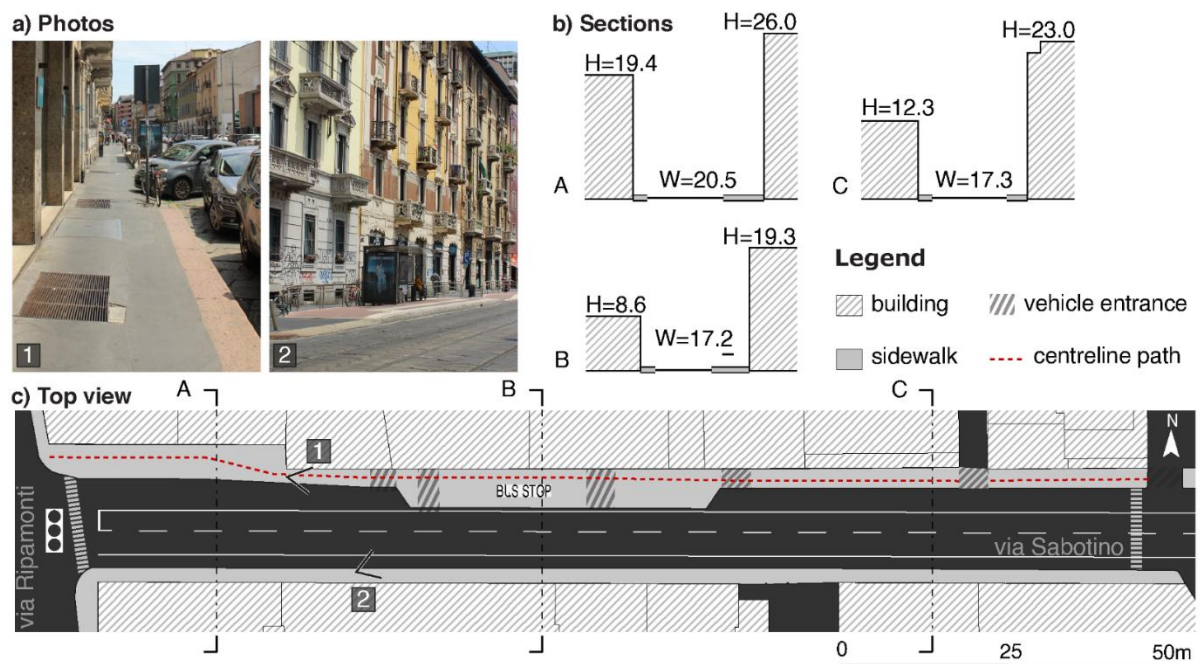 a) Photos
1
2
b) Sections
H=19.4
H=26.0
W=20.5
A
H=12.3
H=23.0
W=17.3
C
H=8.6
H=19.3
W=17.2
B
Legend
building
vehicle entrance
sidewalk
centreline path
c) Top view
A
B
C
1
N
BUS STOP
via Ripamonti
via Sabotino
2
0 25 50m